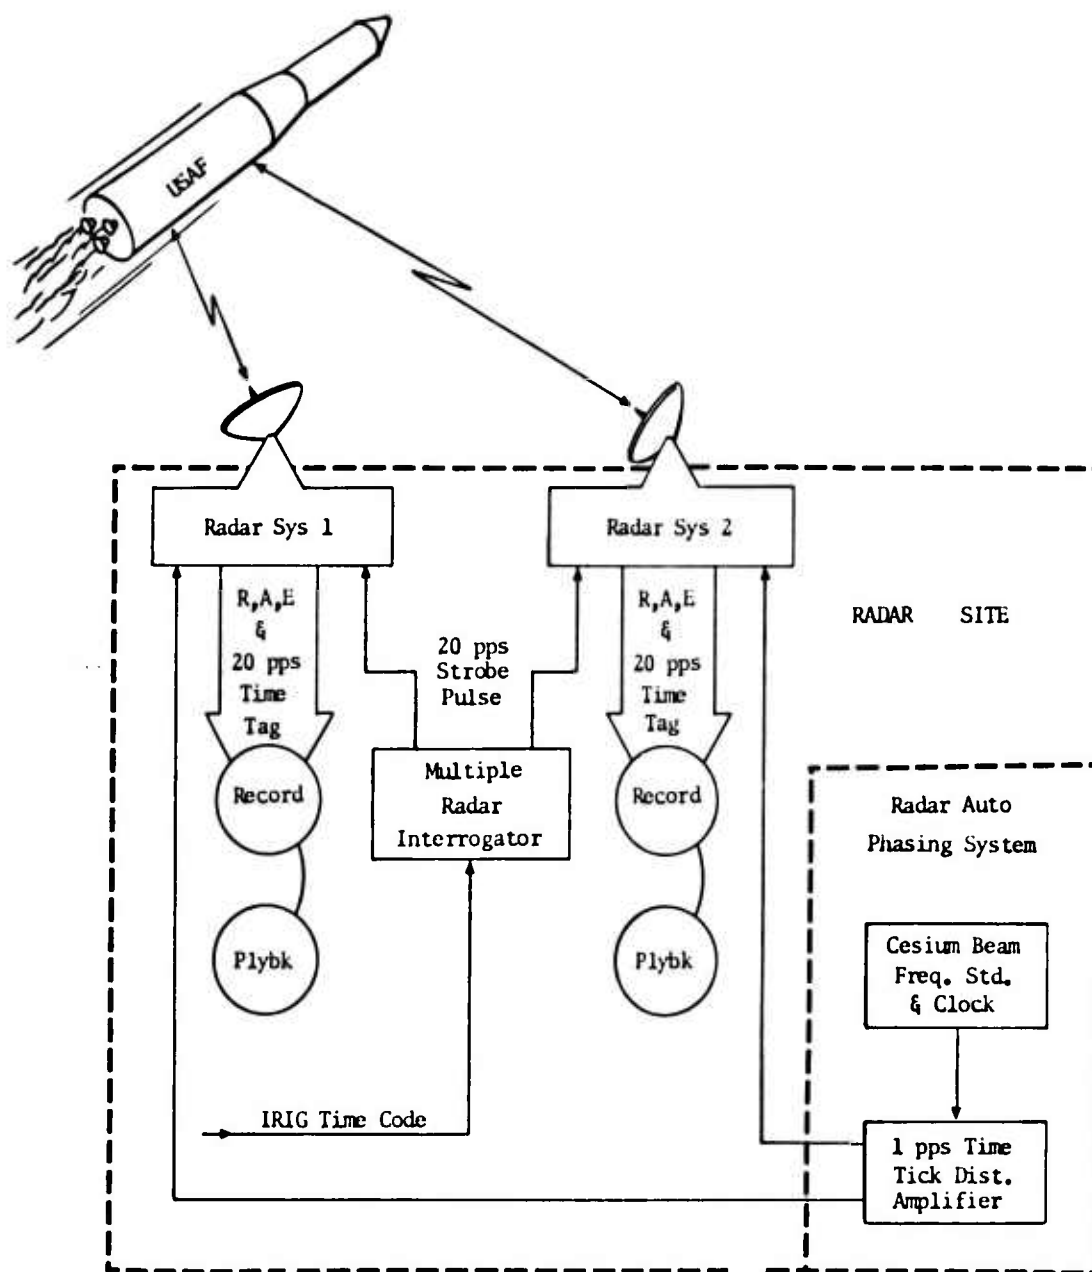 USAF
Radar Sys 1
Radar Sys 2
R,A,E
&
20 pps
Time
Tag
20 pps
Strobe
Pulse
R,A,E
&
20 pps
Time
Tag
RADAR SITE
Record
Multiple
Radar
Interrogator
Record
Radar Auto
Phasing System
Plybk
Plybk
Cesium Beam
Freq. Std.
& Clock
IRIG Time Code
1 pps Time
Tick Dist.
Amplifier